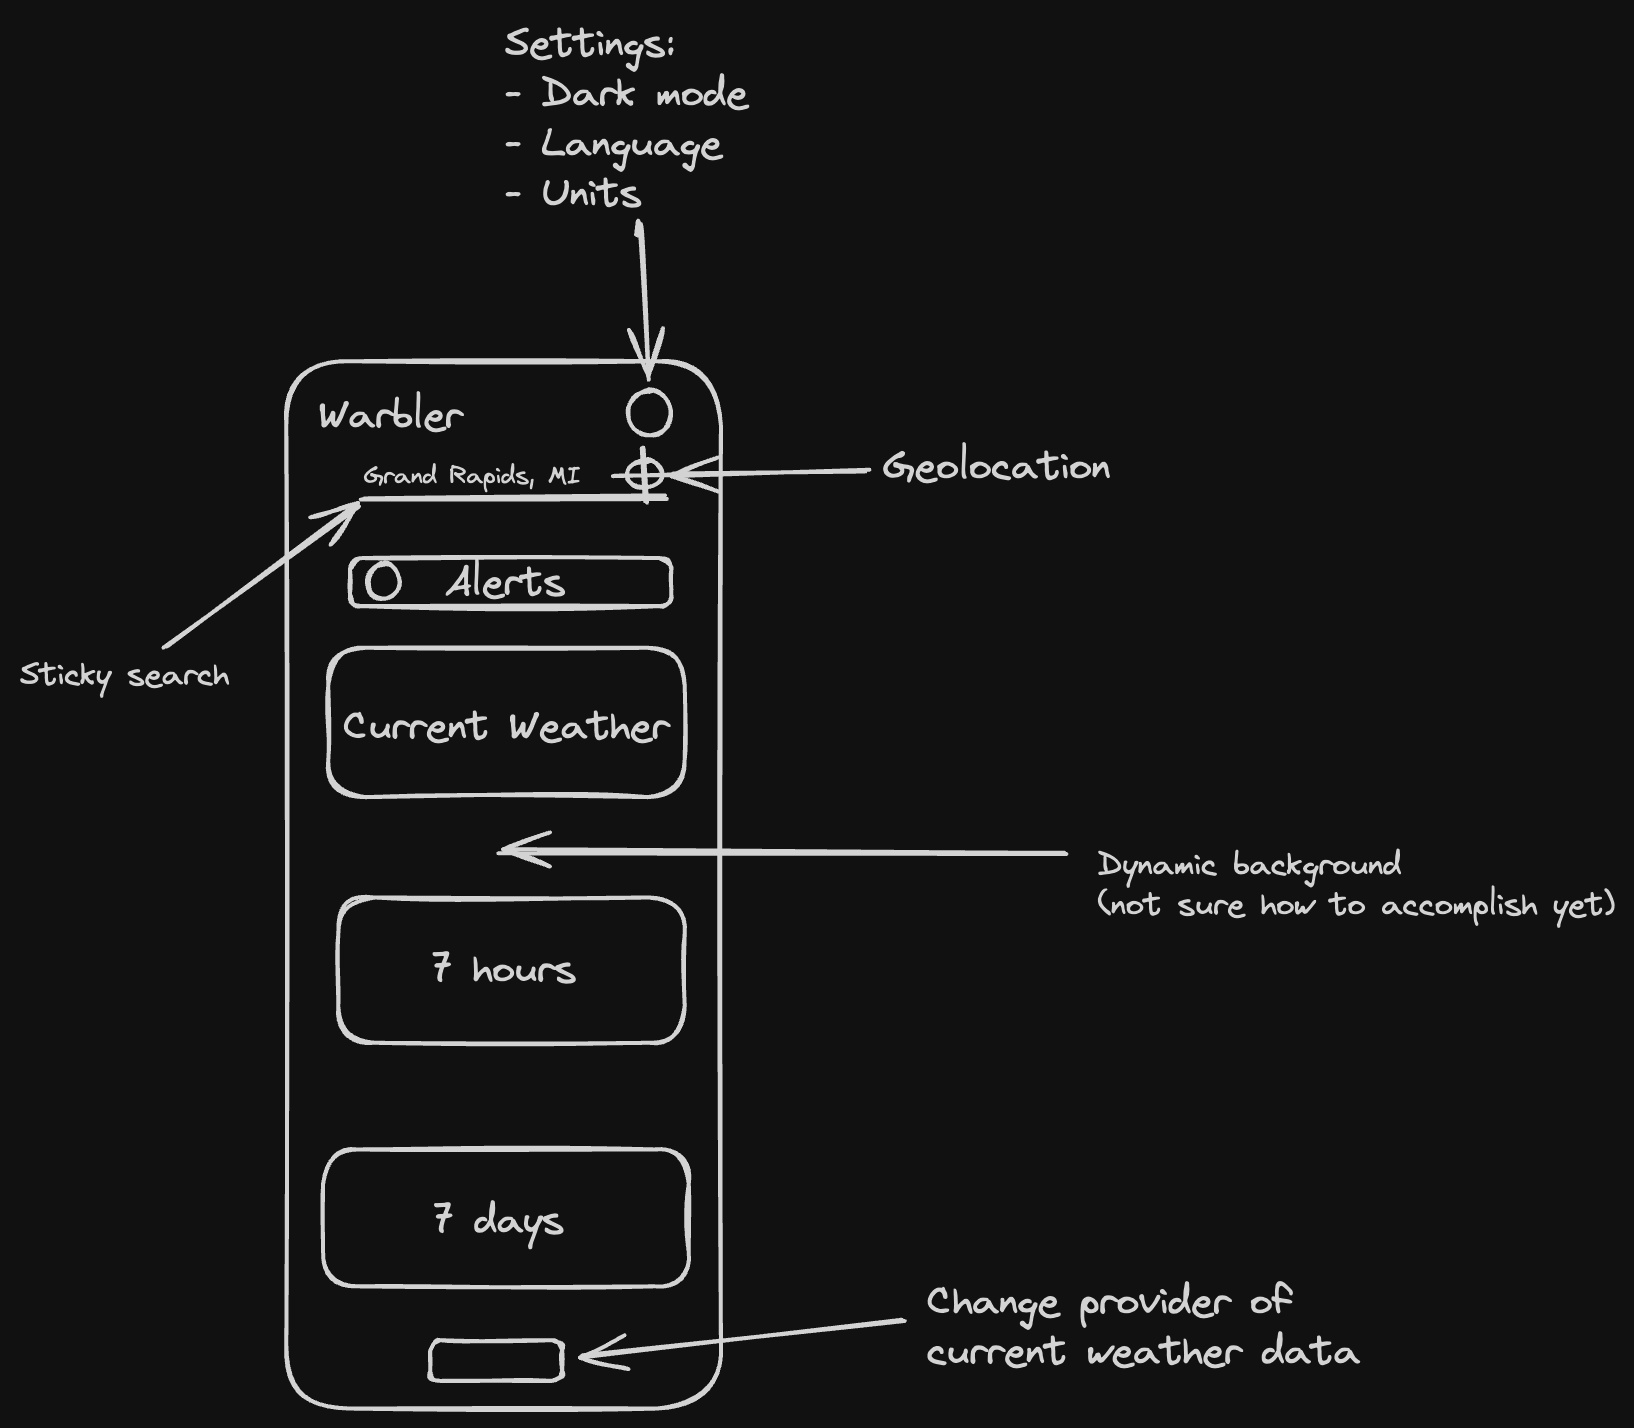 Settings:
- Dark mode
- Language
- Units
Warbler
Grand Rapids, MI
Geolocation
Alerts
Sticky search
Current Weather
Dynamic background
(not sure how to accomplish yet)
7 hours
7 days
Change provider of
current weather data